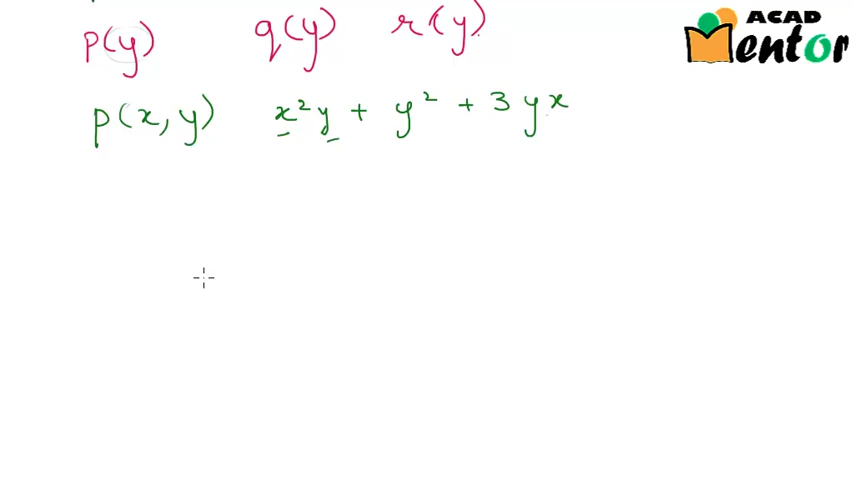 p(y) q(y) r(y)
ACAD
mentor
p(x, y) x²y + y² + 3yx